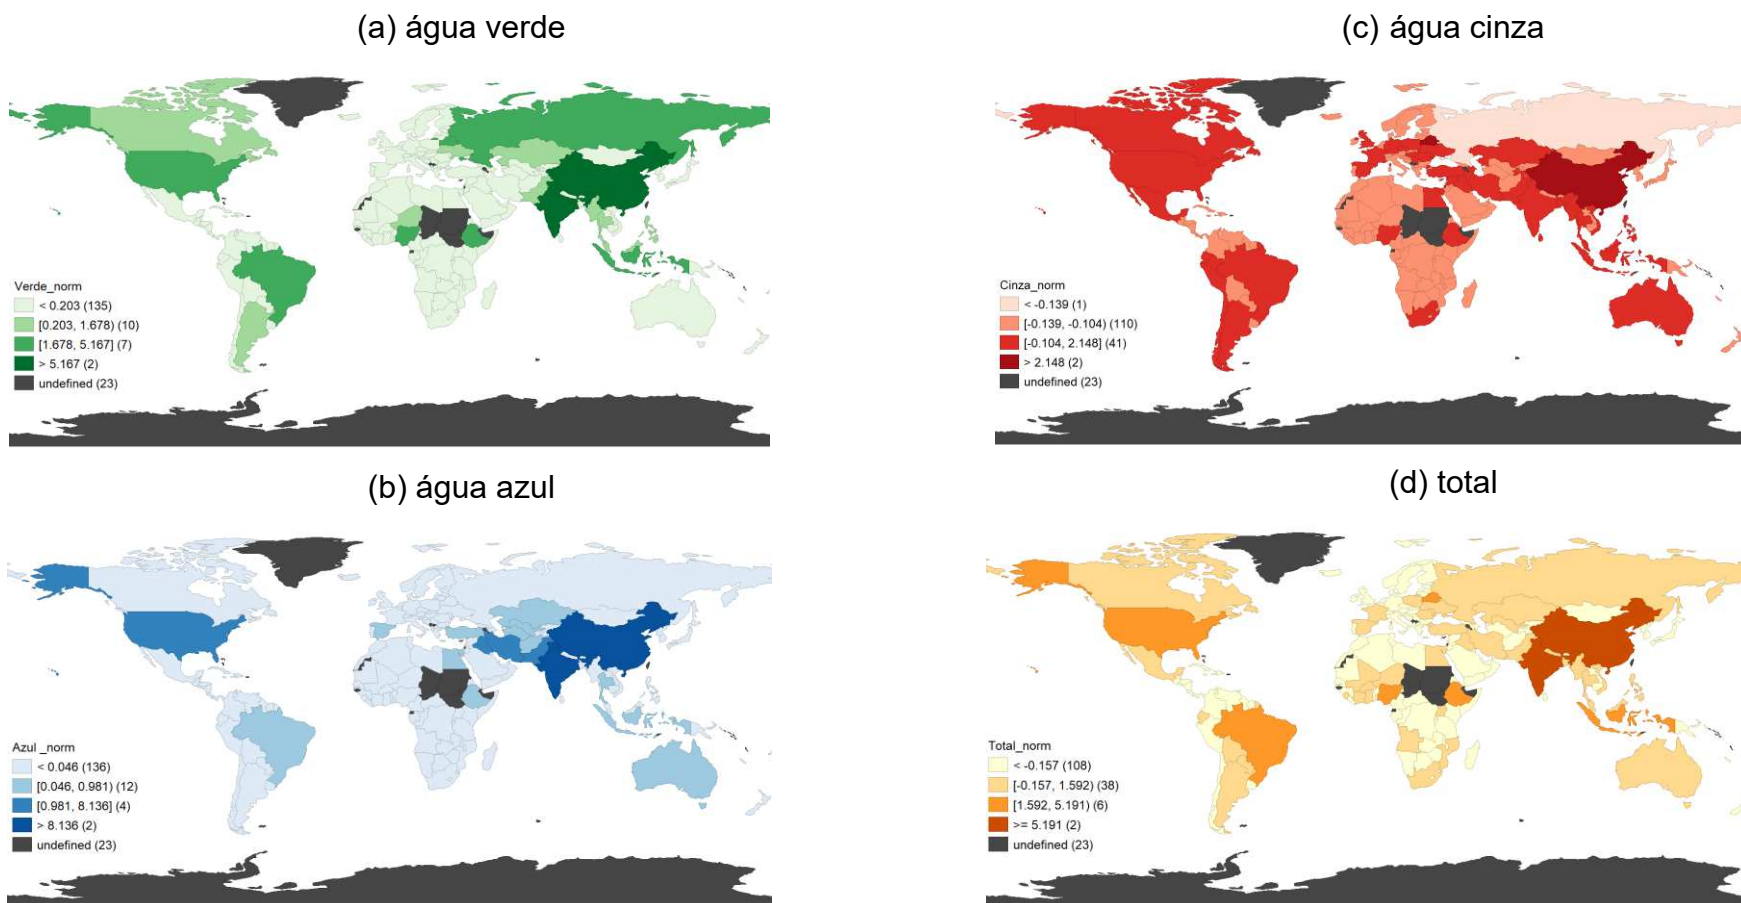 (a) água verde
Verde_norm
< 0.203 (135)
[0.203, 1.678) (10)
[1.678, 5.167] (7)
> 5.167 (2)
undefined (23)
(b) água azul
Azul _norm
< 0.046 (136)
[0.046, 0.981) (12)
[0.981, 8.136] (4)
> 8.136 (2)
undefined (23)
(c) água cinza
Cinza_norm
< -0.139 (1)
[-0.139, -0.104) (110)
[-0.104, 2.148] (41)
> 2.148 (2)
undefined (23)
(d) total
Total_norm
< -0.157 (108)
[-0.157, 1.592) (38)
[1.592, 5.191) (6)
>= 5.191 (2)
undefined (23)